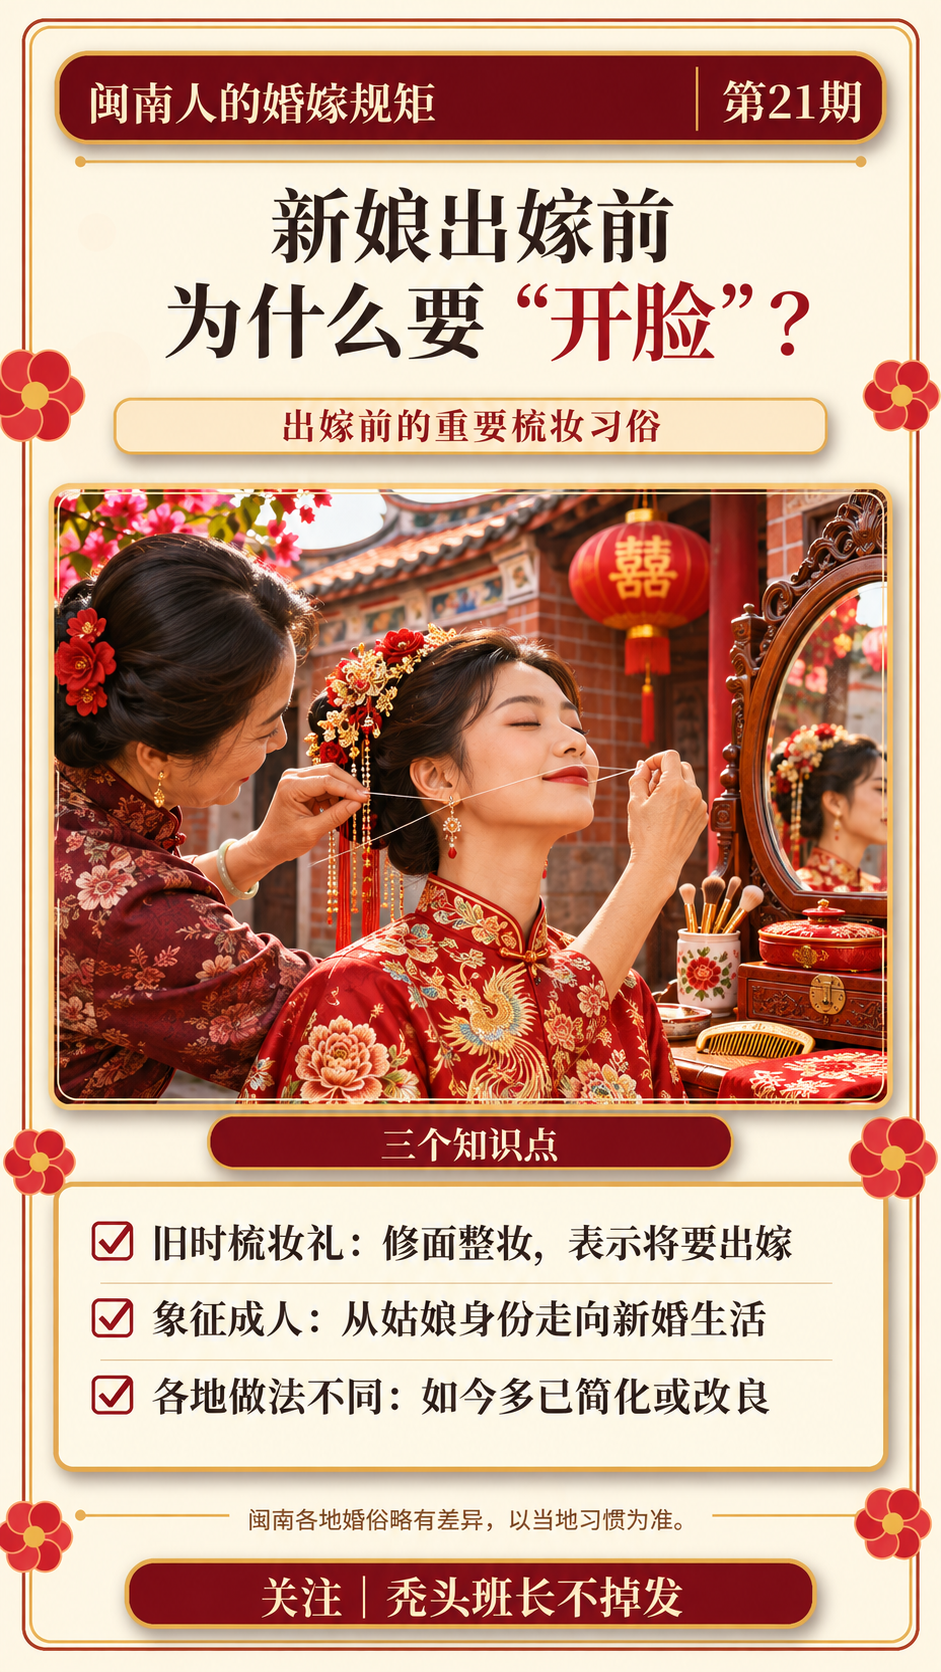 闽南人的婚嫁规矩
第21期
新娘出嫁前
为什么要“开脸”？
出嫁前的重要梳妆习俗
囍
三个知识点
旧时梳妆礼：修面整妆，表示将要出嫁
象征成人：从姑娘身份走向新婚生活
各地做法不同：如今多已简化或改良
闽南各地婚俗略有差异，以当地习惯为准。
关注｜秃头班长不掉发